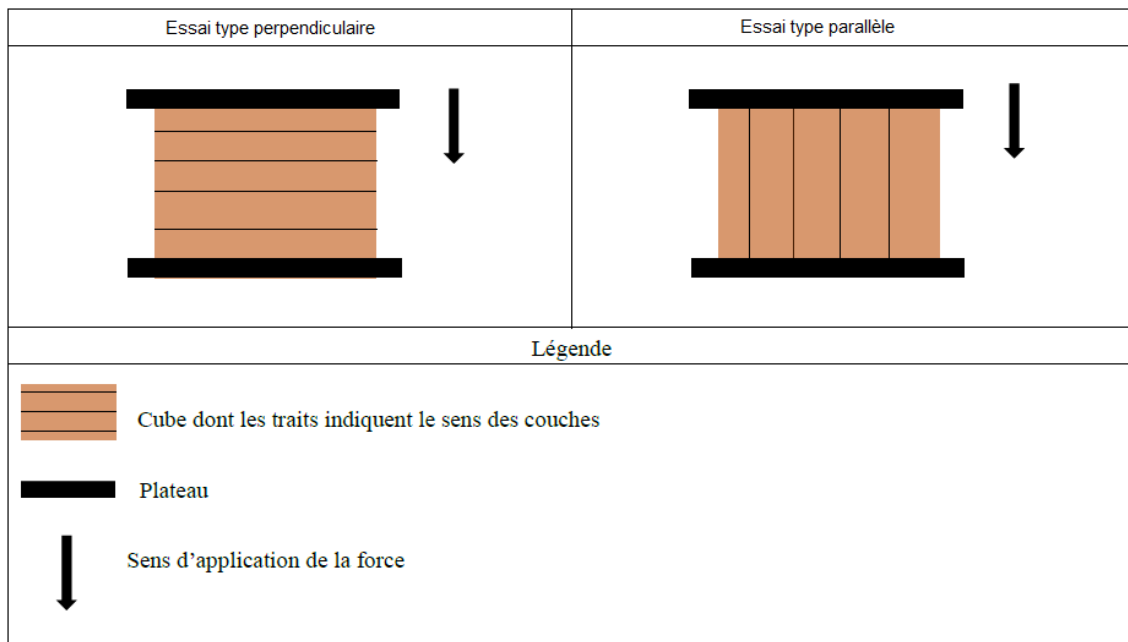 Essai type perpendiculaire
Essai type parallèle
Légende
Cube dont les traits indiquent le sens des couches
Plateau
Sens d’application de la force